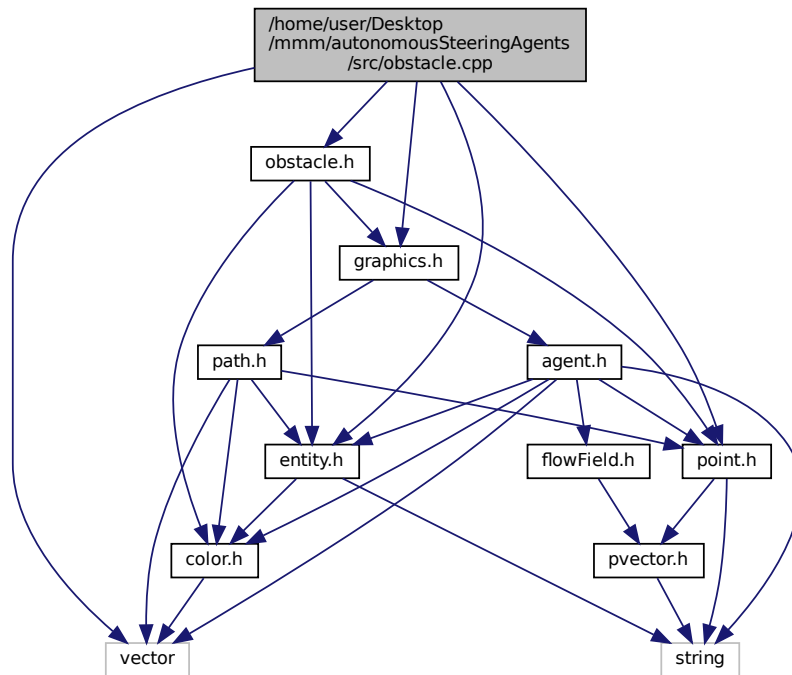 /home/user/Desktop
/mmm/autonomousSteeringAgents
/src/obstacle.cpp
obstacle.h
graphics.h
path.h
agent.h
entity.h
flowField.h
point.h
color.h
pvector.h
vector
string